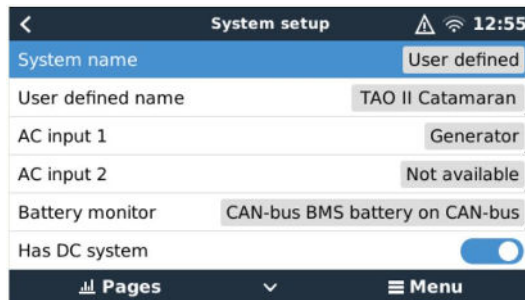 System setup 12:55
System name User defined
User defined name TAO II Catamaran
AC input 1 Generator
AC input 2 Not available
Battery monitor CAN-bus BMS battery on CAN-bus
Has DC system
Pages Menu